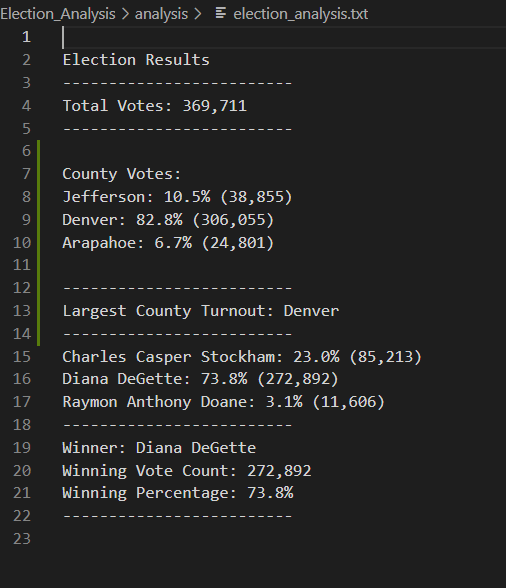 Election_Analysis > analysis > election_analysis.txt
1
2 Election Results
3 -------------------------
4 Total Votes: 369,711
5 -------------------------
6
7 County Votes:
8 Jefferson: 10.5% (38,855)
9 Denver: 82.8% (306,055)
10 Arapahoe: 6.7% (24,801)
11
12 -------------------------
13 Largest County Turnout: Denver
14 -------------------------
15 Charles Casper Stockham: 23.0% (85,213)
16 Diana DeGette: 73.8% (272,892)
17 Raymon Anthony Doane: 3.1% (11,606)
18 -------------------------
19 Winner: Diana DeGette
20 Winning Vote Count: 272,892
21 Winning Percentage: 73.8%
22 -------------------------
23